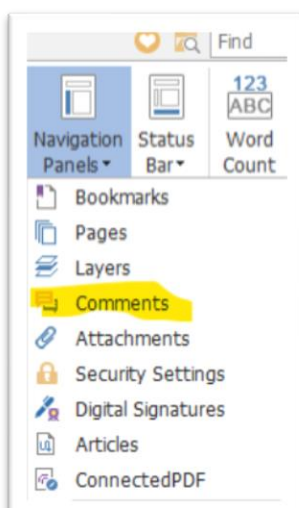 Find
123
ABC
Navigation Panels
Status Bar
Word Count
Bookmarks
Pages
Layers
Comments
Attachments
Security Settings
Digital Signatures
Articles
ConnectedPDF